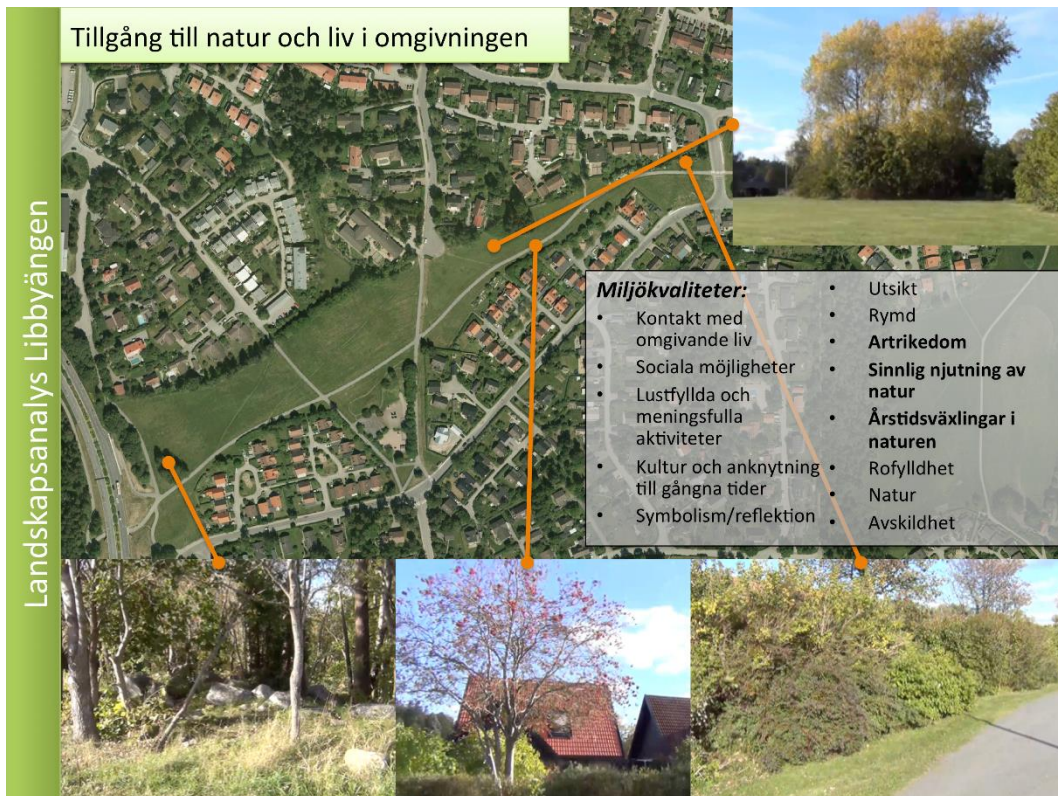 Tillgång till natur och liv i omgivningen
Landskapsanalys Libbyängen
Miljökvaliteter:
• Kontakt med
omgivande liv
• Sociala möjligheter
• Lustfyllda och
meningsfulla
aktiviteter
• Kultur och anknytning
till gångna tider
• Symbolism/reflektion
• Utsikt
• Rymd
• Artrikedom
• Sinnlig njutning av
natur
• Årstidsväxlingar i
naturen
• Rofylldhet
• Natur
• Avskildhet